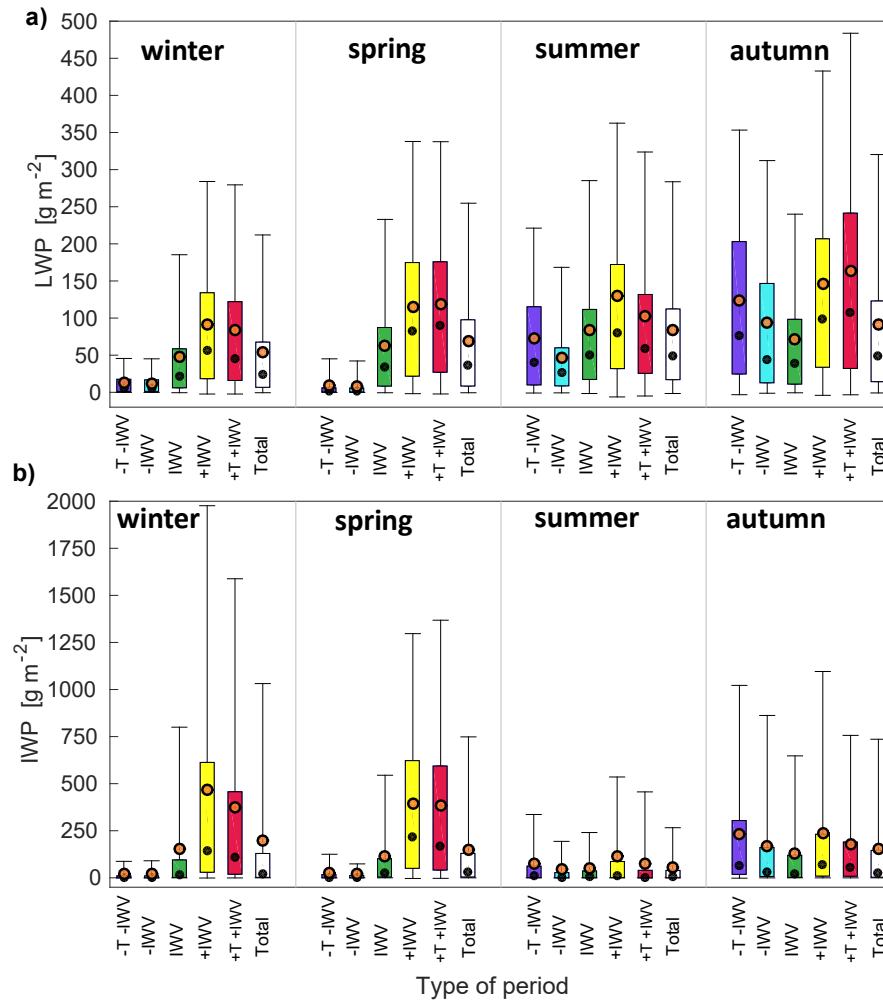 a)
winter spring summer autumn
500
450
400
350
300
250
200
150
100
50
0
LWP [g m⁻²]
-T -IWV -IWV IWV +IWV +T +IWV Total -T -IWV -IWV IWV +IWV +T +IWV Total -T -IWV -IWV IWV +IWV +T +IWV Total -T -IWV -IWV IWV +IWV +T +IWV Total
b)
winter spring summer autumn
2000
1750
1500
1250
1000
750
500
250
0
IWP [g m⁻²]
-T -IWV -IWV IWV +IWV +T +IWV Total -T -IWV -IWV IWV +IWV +T +IWV Total -T -IWV -IWV IWV +IWV +T +IWV Total -T -IWV -IWV IWV +IWV +T +IWV Total
Type of period